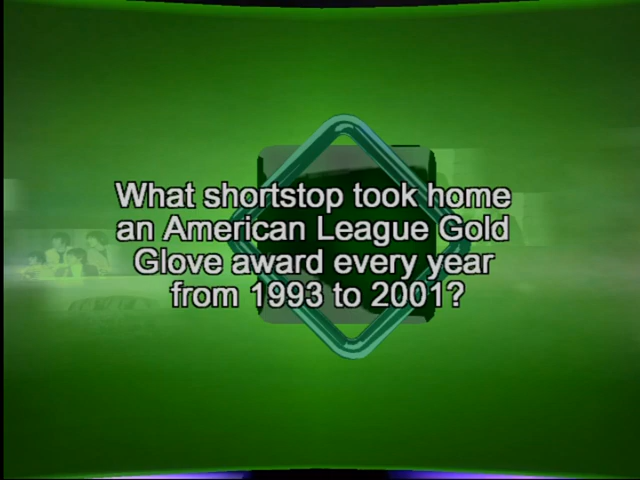 What shortstop took home
an American League Gold
Glove award every year
from 1993 to 2001?